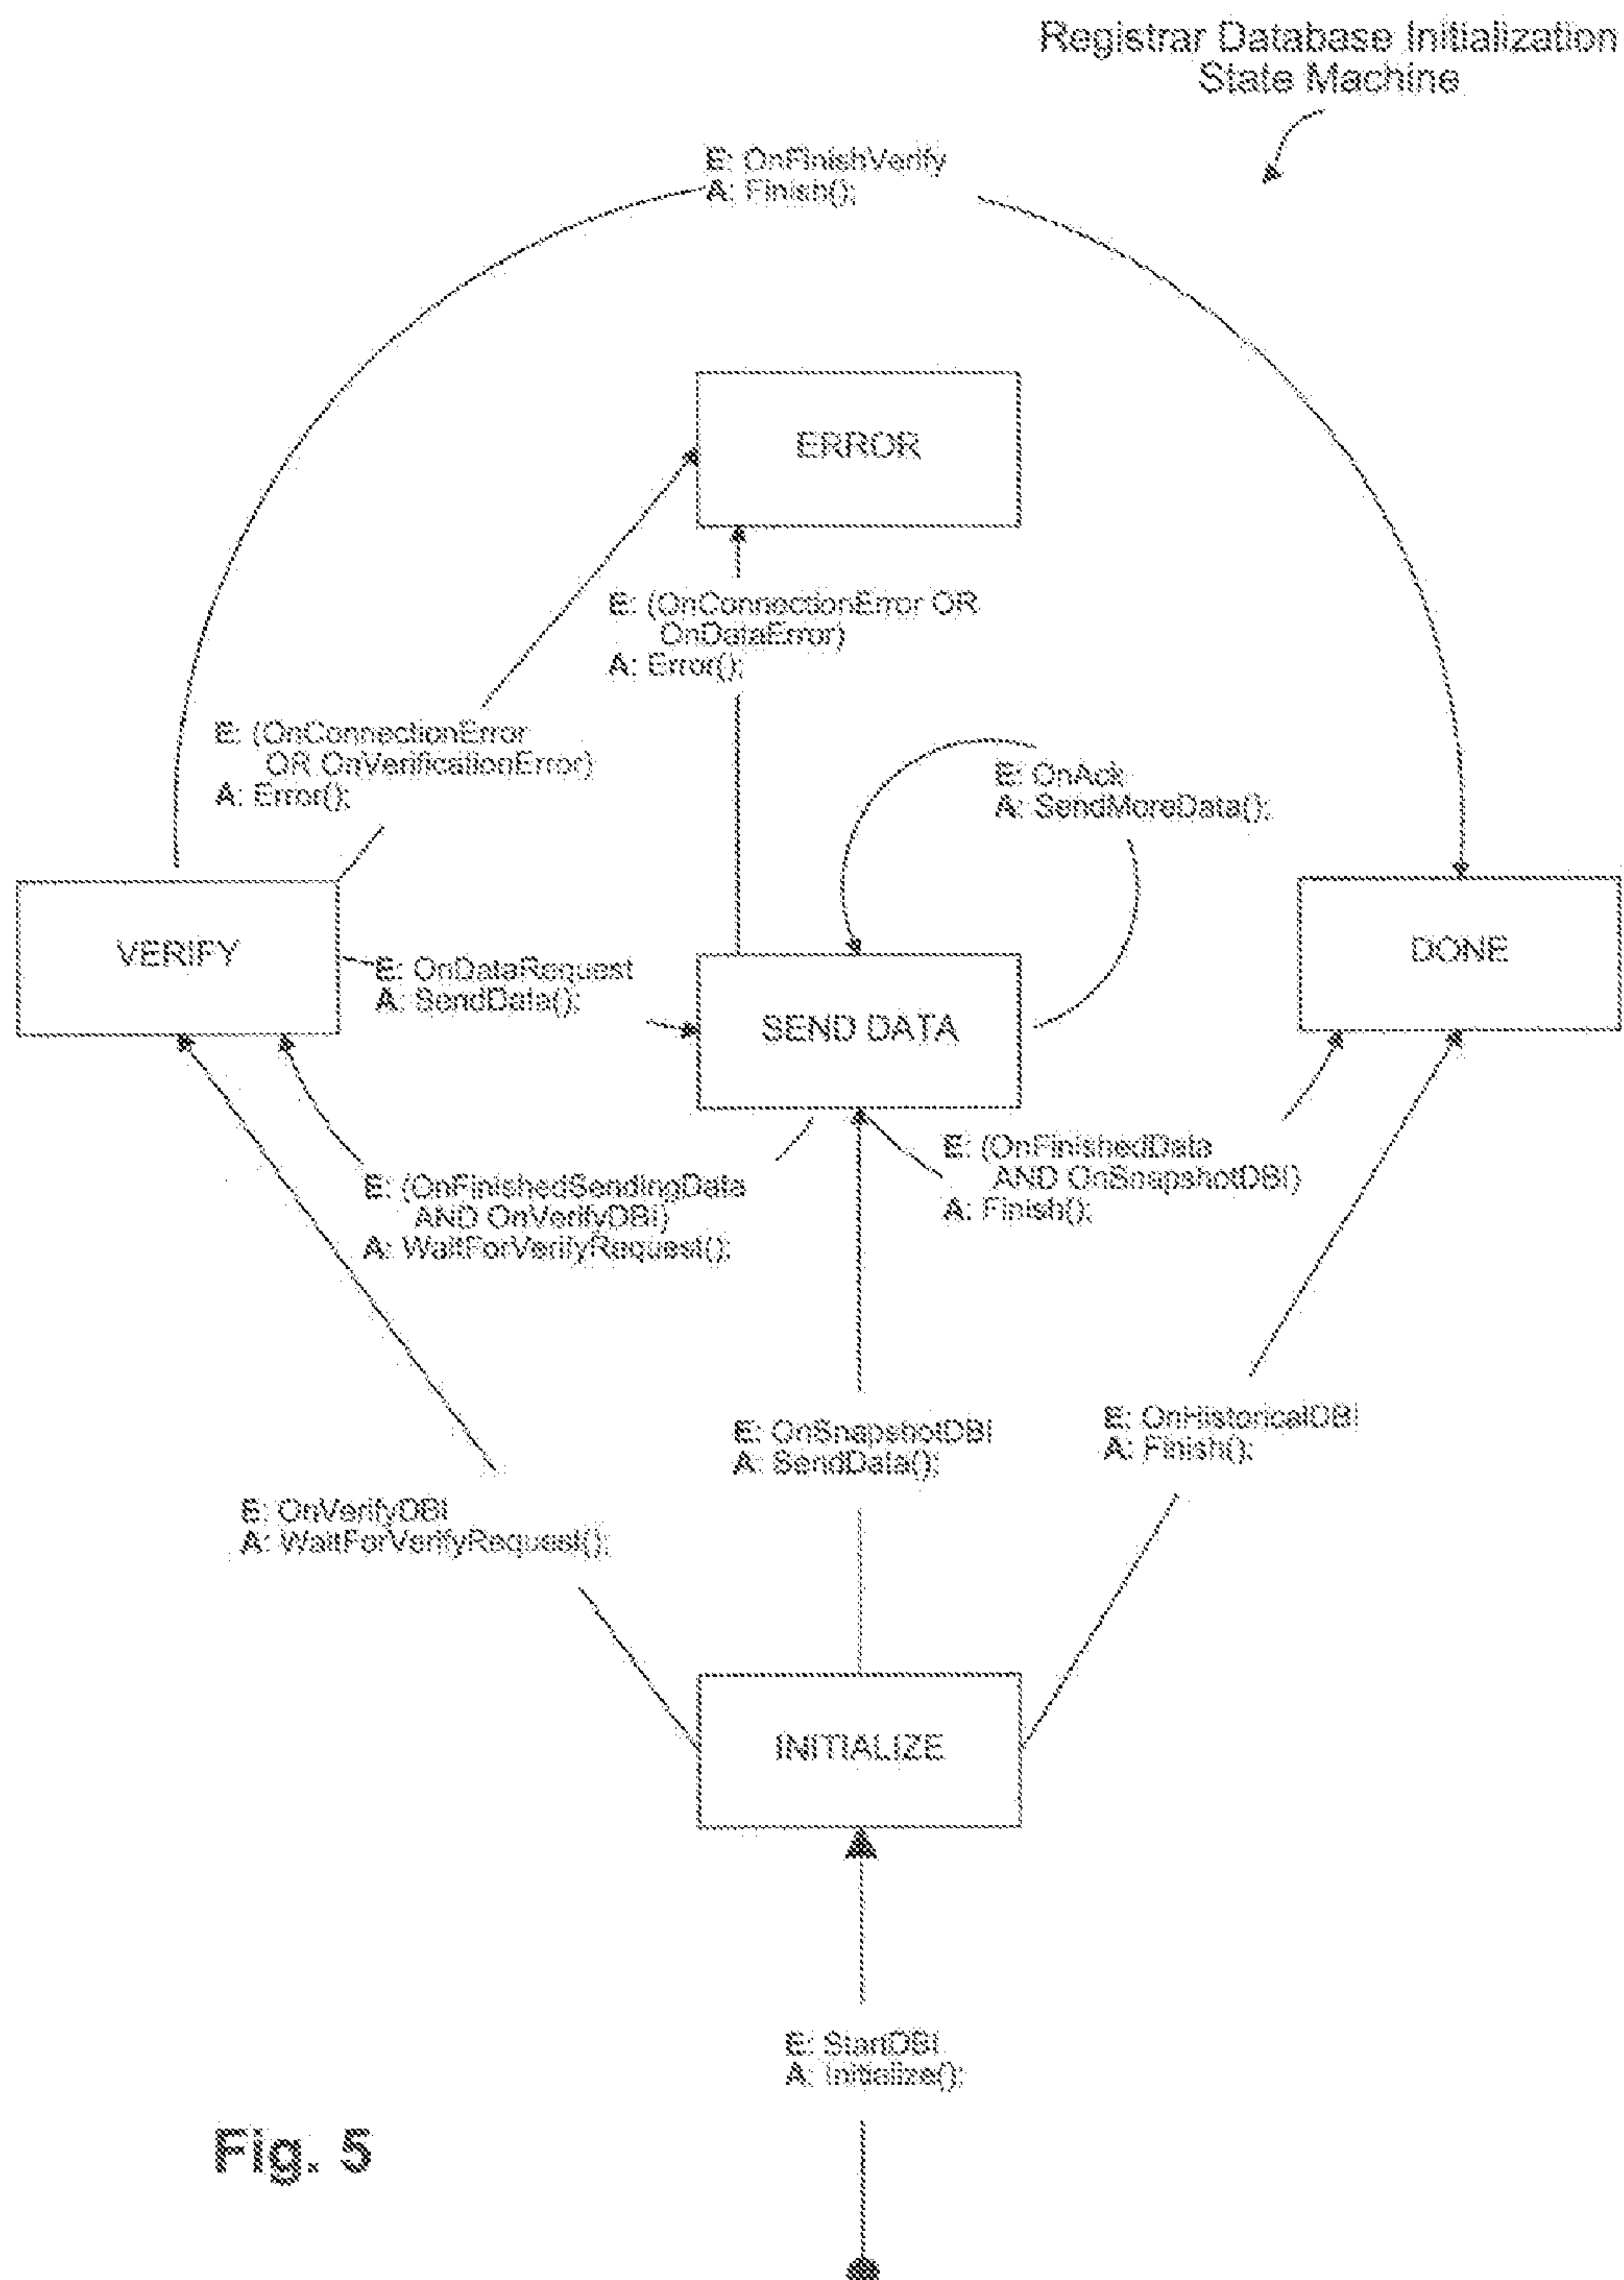 Registrar Database Initialization
State Machine
E: OnFinishVerify
A: Finish();
ERROR
E: (OnConnectionError OR
OnDataError)
A: Error();
E: (OnConnectionError
OR OnVerificationError)
A: Error();
E: OnAck
A: SendMoreData();
VERIFY
DONE
E: OnDataRequest
A: SendData();
SEND DATA
E: (OnFinishedData
AND OnSnapshotDBI)
A: Finish();
E: (OnFinishedSendingData
AND OnVerifyDBI)
A: WaitForVerifyRequest();
E: OnSnapshotDBI
A: SendData();
E: OnHistoricalDBI
A: Finish();
E: OnVerifyDBI
A: WaitForVerifyRequest();
INITIALIZE
E: StartDBI
A: Initialize();
Fig. 5